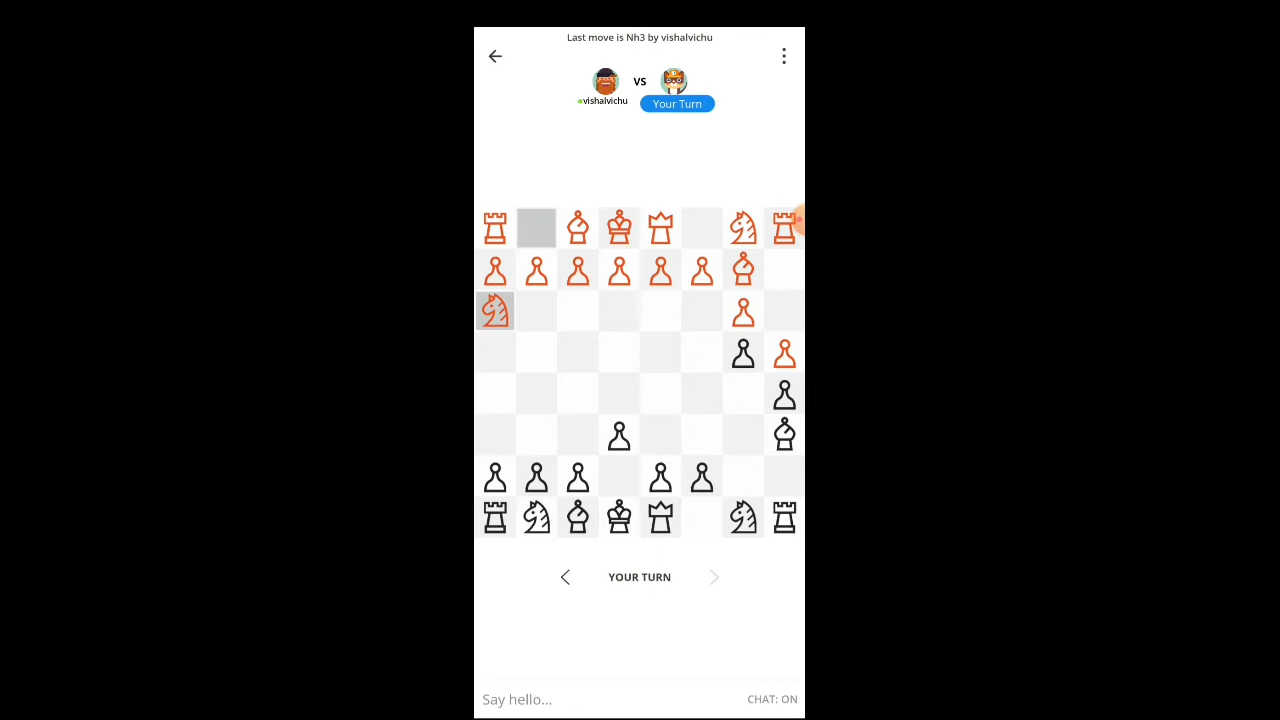 Last move is Nh3 by vishalvichu
VS
vishalvichu
Your Turn
YOUR TURN
Say hello...
CHAT: ON